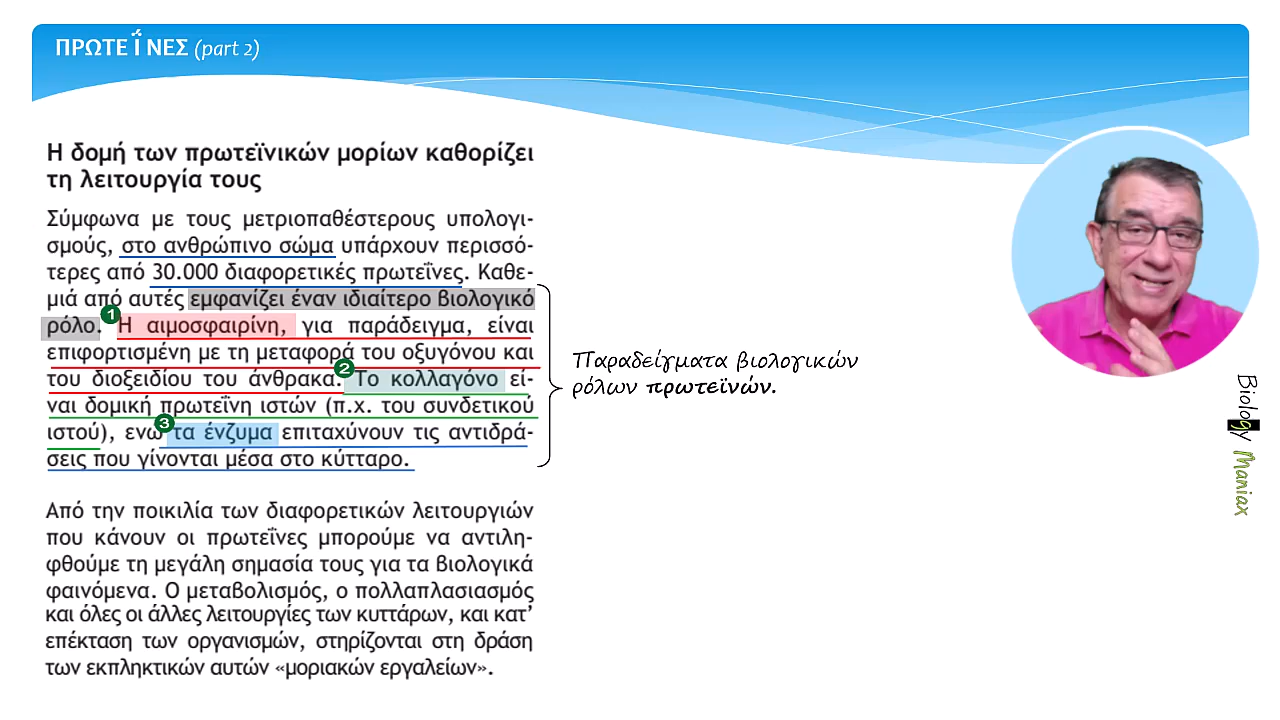 ΠΡΩΤΕΪΝΕΣ (part 2)
Η δομή των πρωτεϊνικών μορίων καθορίζει
τη λειτουργία τους
Σύμφωνα με τους μετριοπαθέστερους υπολογι-
σμούς, στο ανθρώπινο σώμα υπάρχουν περισσό-
τερες από 30.000 διαφορετικές πρωτεΐνες. Καθε-
μιά από αυτές εμφανίζει έναν ιδιαίτερο βιολογικό
ρόλο. 1 Η αιμοσφαιρίνη, για παράδειγμα, είναι
επιφορτισμένη με τη μεταφορά του οξυγόνου και
του διοξειδίου του άνθρακα. 2 Το κολλαγόνο εί-
ναι δομική πρωτεΐνη ιστών (π.χ. του συνδετικού
ιστού), ενώ 3 τα ένζυμα επιταχύνουν τις αντιδρά-
σεις που γίνονται μέσα στο κύτταρο.
Παραδείγματα βιολογικών
ρόλων πρωτεϊνών.
Από την ποικιλία των διαφορετικών λειτουργιών
που κάνουν οι πρωτεΐνες μπορούμε να αντιλη-
φθούμε τη μεγάλη σημασία τους για τα βιολογικά
φαινόμενα. Ο μεταβολισμός, ο πολλαπλασιασμός
και όλες οι άλλες λειτουργίες των κυττάρων, και κατ’
επέκταση των οργανισμών, στηρίζονται στη δράση
των εκπληκτικών αυτών «μοριακών εργαλείων».
Biology Maniax